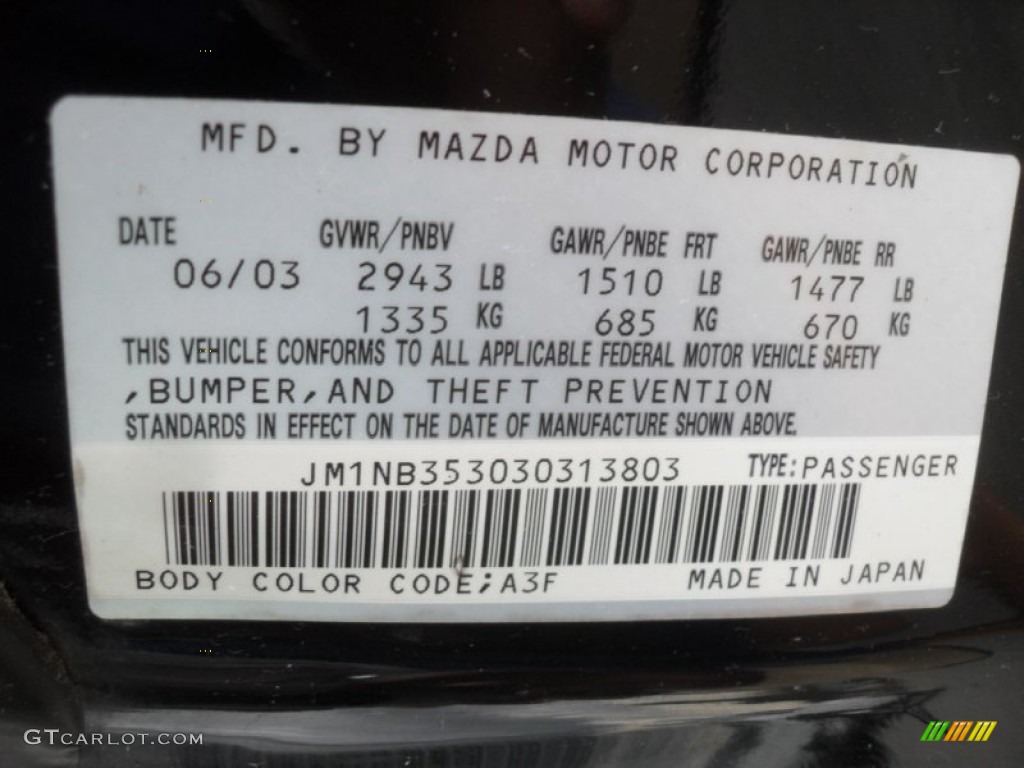 MFD. BY MAZDA MOTOR CORPORATION
DATE GVWR/PNBV GAWR/PNBE FRT GAWR/PNBE RR
06/03 2943 LB 1510 LB 1477 LB
1335 KG 685 KG 670 KG
THIS VEHICLE CONFORMS TO ALL APPLICABLE FEDERAL MOTOR VEHICLE SAFETY
,BUMPER,AND THEFT PREVENTION
STANDARDS IN EFFECT ON THE DATE OF MANUFACTURE SHOWN ABOVE.
JM1NB353030313803 TYPE:PASSENGER
BODY COLOR CODE;A3F MADE IN JAPAN
GTCARLOT.COM